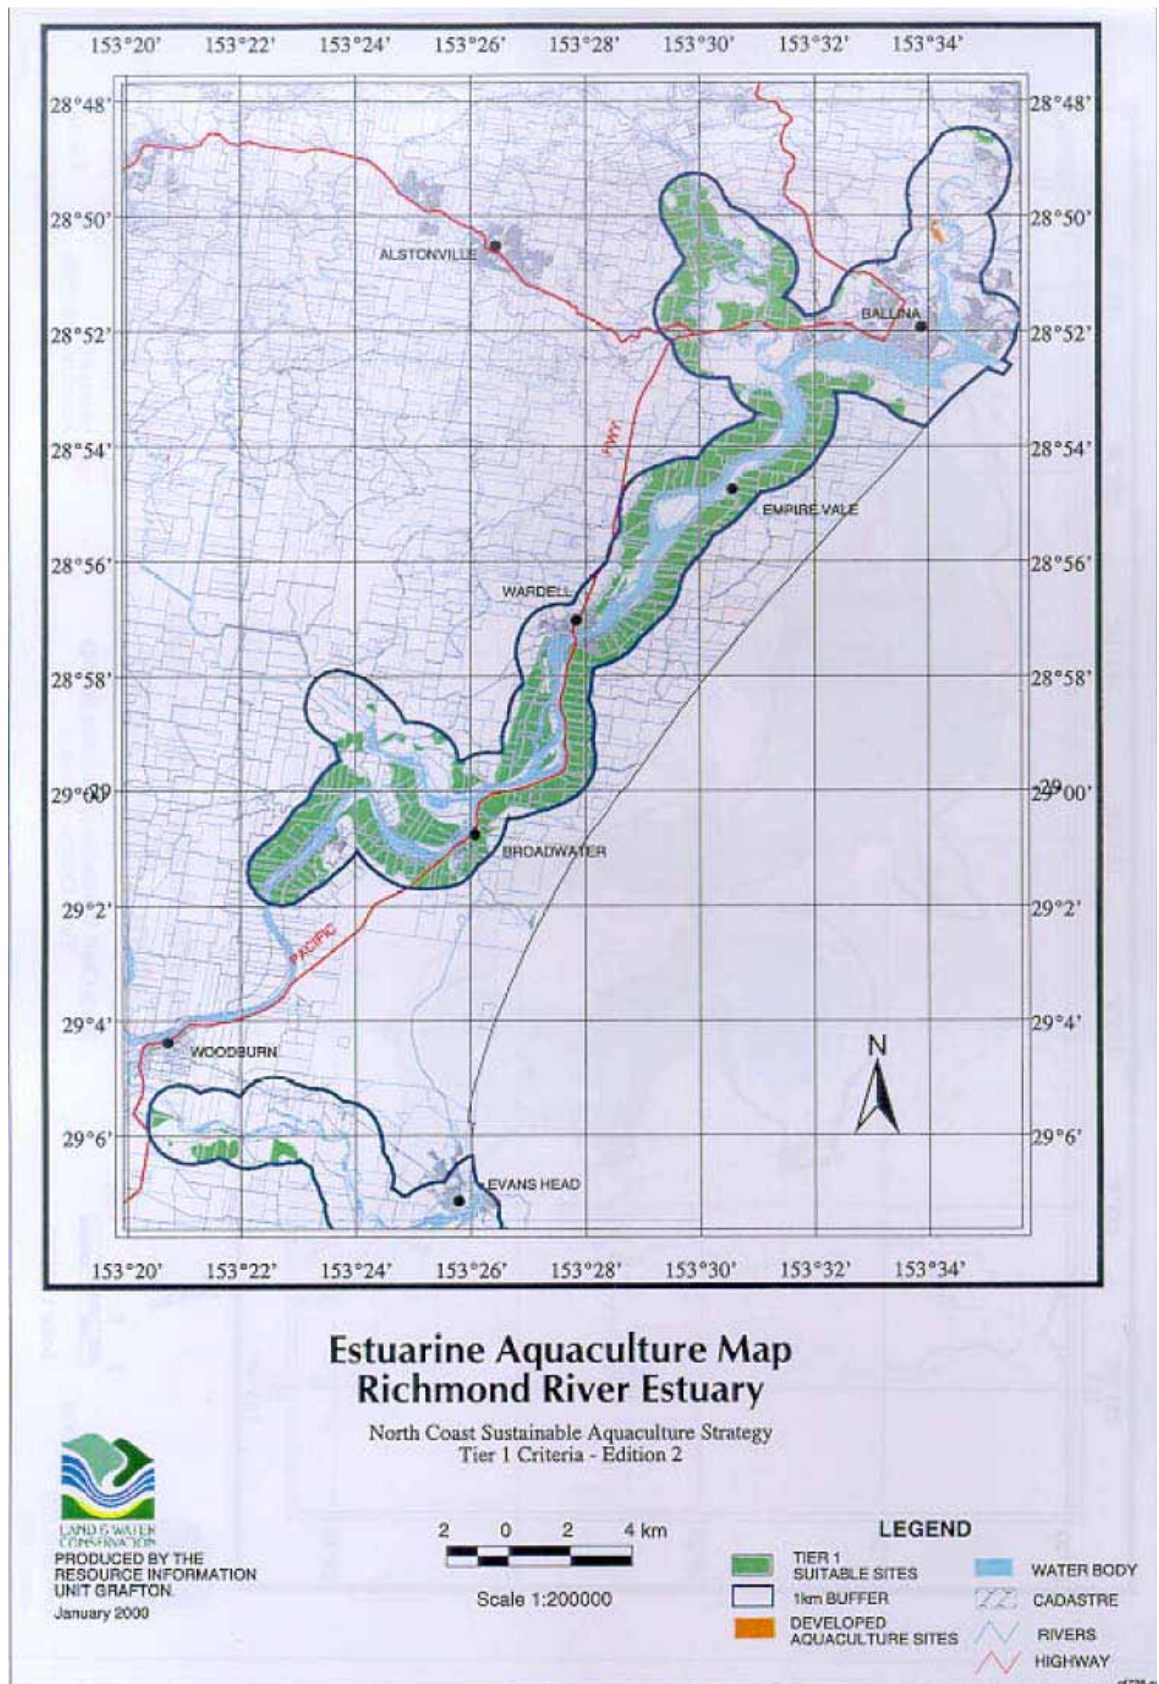 153°20' 153°22' 153°24' 153°26' 153°28' 153°30' 153°32' 153°34'
28°48' 28°48'
28°50' 28°50'
ALSTONVILLE
BALLINA
28°52' 28°52'
HWY
28°54' 28°54'
EMPIRE VALE
28°56' 28°56'
WARDELL
28°58' 28°58'
29°00' 29°00'
BROADWATER
29°2' 29°2'
PACIFIC
29°4' 29°4'
WOODBURN
N
29°6' 29°6'
EVANS HEAD
153°20' 153°22' 153°24' 153°26' 153°28' 153°30' 153°32' 153°34'
Estuarine Aquaculture Map
Richmond River Estuary
North Coast Sustainable Aquaculture Strategy
Tier 1 Criteria - Edition 2
LAND & WATER
CONSERVATION
PRODUCED BY THE
RESOURCE INFORMATION
UNIT GRAFTON.
January 2000
2 0 2 4 km
Scale 1:200000
LEGEND
TIER 1
SUITABLE SITES
1km BUFFER
DEVELOPED
AQUACULTURE SITES
WATER BODY
CADASTRE
RIVERS
HIGHWAY